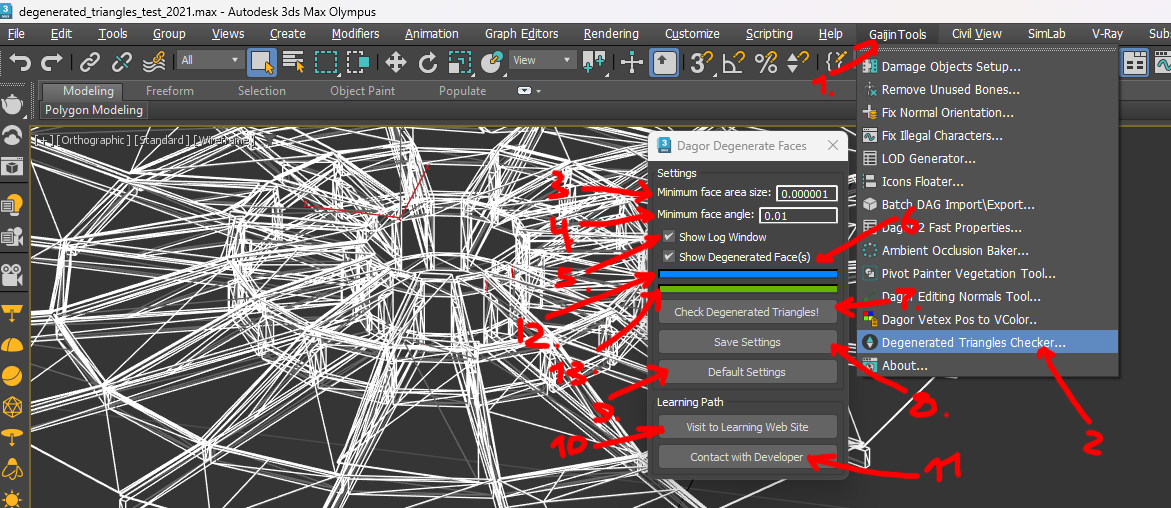 degenerated_triangles_test_2021.max - Autodesk 3ds Max Olympus
File Edit Tools Group Views Create Modifiers Animation Graph Editors Rendering Customize Scripting Help GaijinTools Civil View SimLab V-Ray Subs
1.
All
View
Modeling Freeform Selection Object Paint Populate
Polygon Modeling
[+] [Orthographic] [Standard] [Wireframe]
Damage Objects Setup...
Remove Unused Bones...
Fix Normal Orientation...
Fix Illegal Characters...
LOD Generator...
Icons Floater...
Batch DAG Import\Export...
Dagor 2 Fast Properties...
Ambient Occlusion Baker...
Pivot Painter Vegetation Tool...
Dagor Editing Normals Tool...
Dagor Vetex Pos to VColor..
Degenerated Triangles Checker...
About...
2
Dagor Degenerate Faces
Settings
3 Minimum face area size: 0.000001
4 Minimum face angle: 0.01
5. Show Log Window
Show Degenerated Face(s) 6
12.
13.
Check Degenerated Triangles! 7.
Save Settings 8.
9. Default Settings
Learning Path
10 Visit to Learning Web Site
Contact with Developer 11